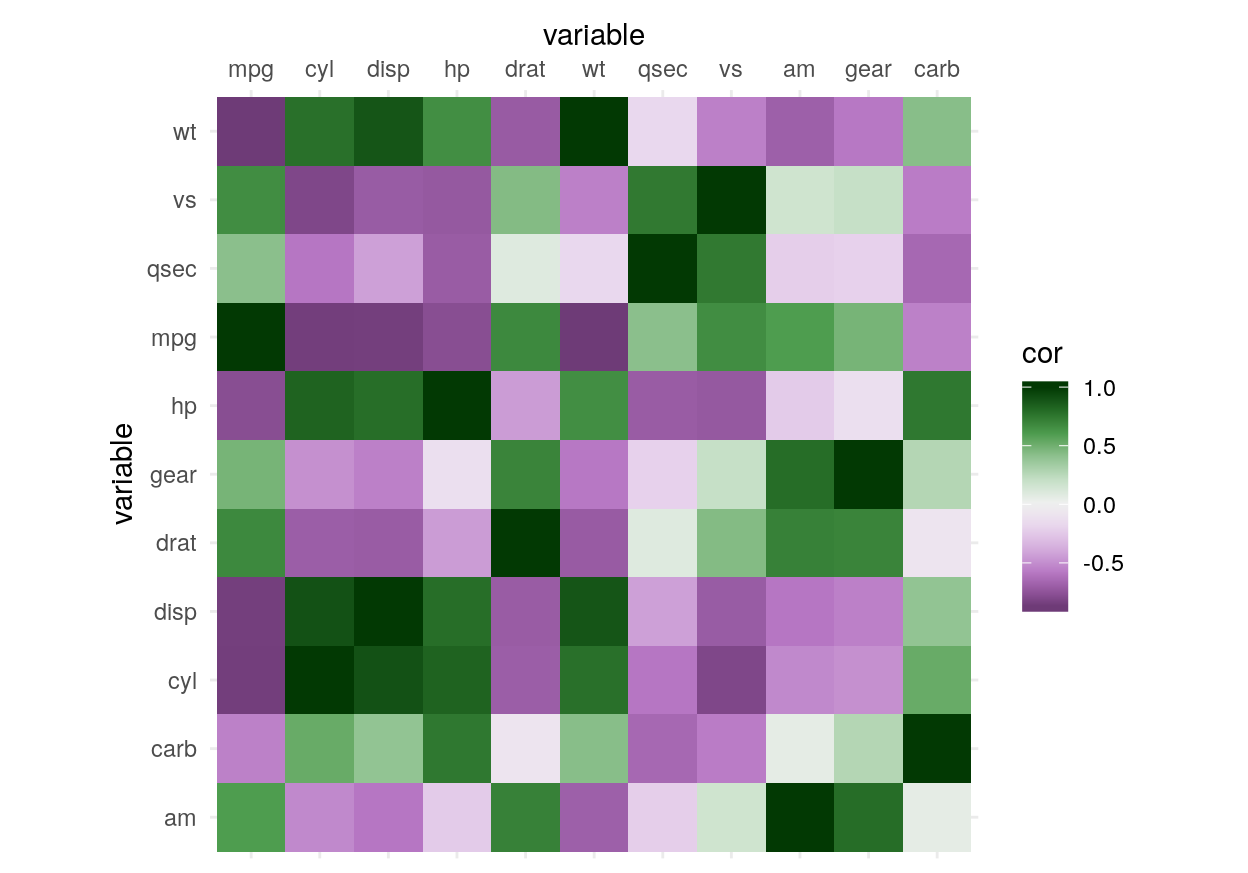 variable
mpg cyl disp hp drat wt qsec vs am gear carb
wt
vs
qsec
mpg
hp
gear
drat
disp
cyl
carb
am
variable
cor
1.0
0.5
0.0
-0.5